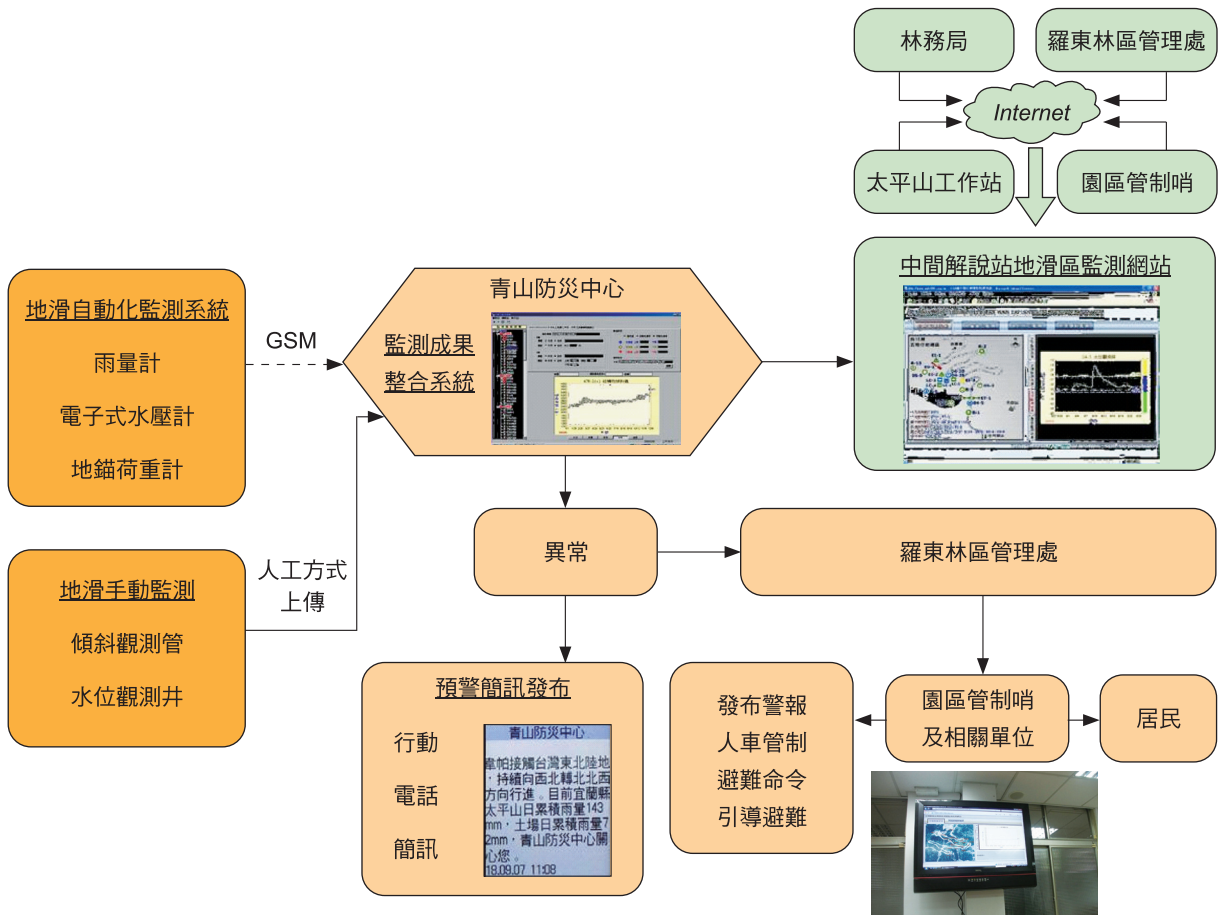 林務局
羅東林區管理處
Internet
太平山工作站
園區管制哨
中間解說站地滑區監測網站
地滑自動化監測系統
雨量計
電子式水壓計
地錨荷重計
GSM
青山防災中心
監測成果
整合系統
地滑手動監測
傾斜觀測管
水位觀測井
人工方式
上傳
異常
羅東林區管理處
預警簡訊發布
行動
電話
簡訊
青山防災中心
韋帕接觸台灣東北陸地
,持續向西北轉北北西
方向行進。目前宜蘭縣
太平山日累積雨量143
mm,土場日累積雨量7
2mm,青山防災中心關
心您。
18.09.07 11:08
發布警報
人車管制
避難命令
引導避難
園區管制哨
及相關單位
居民